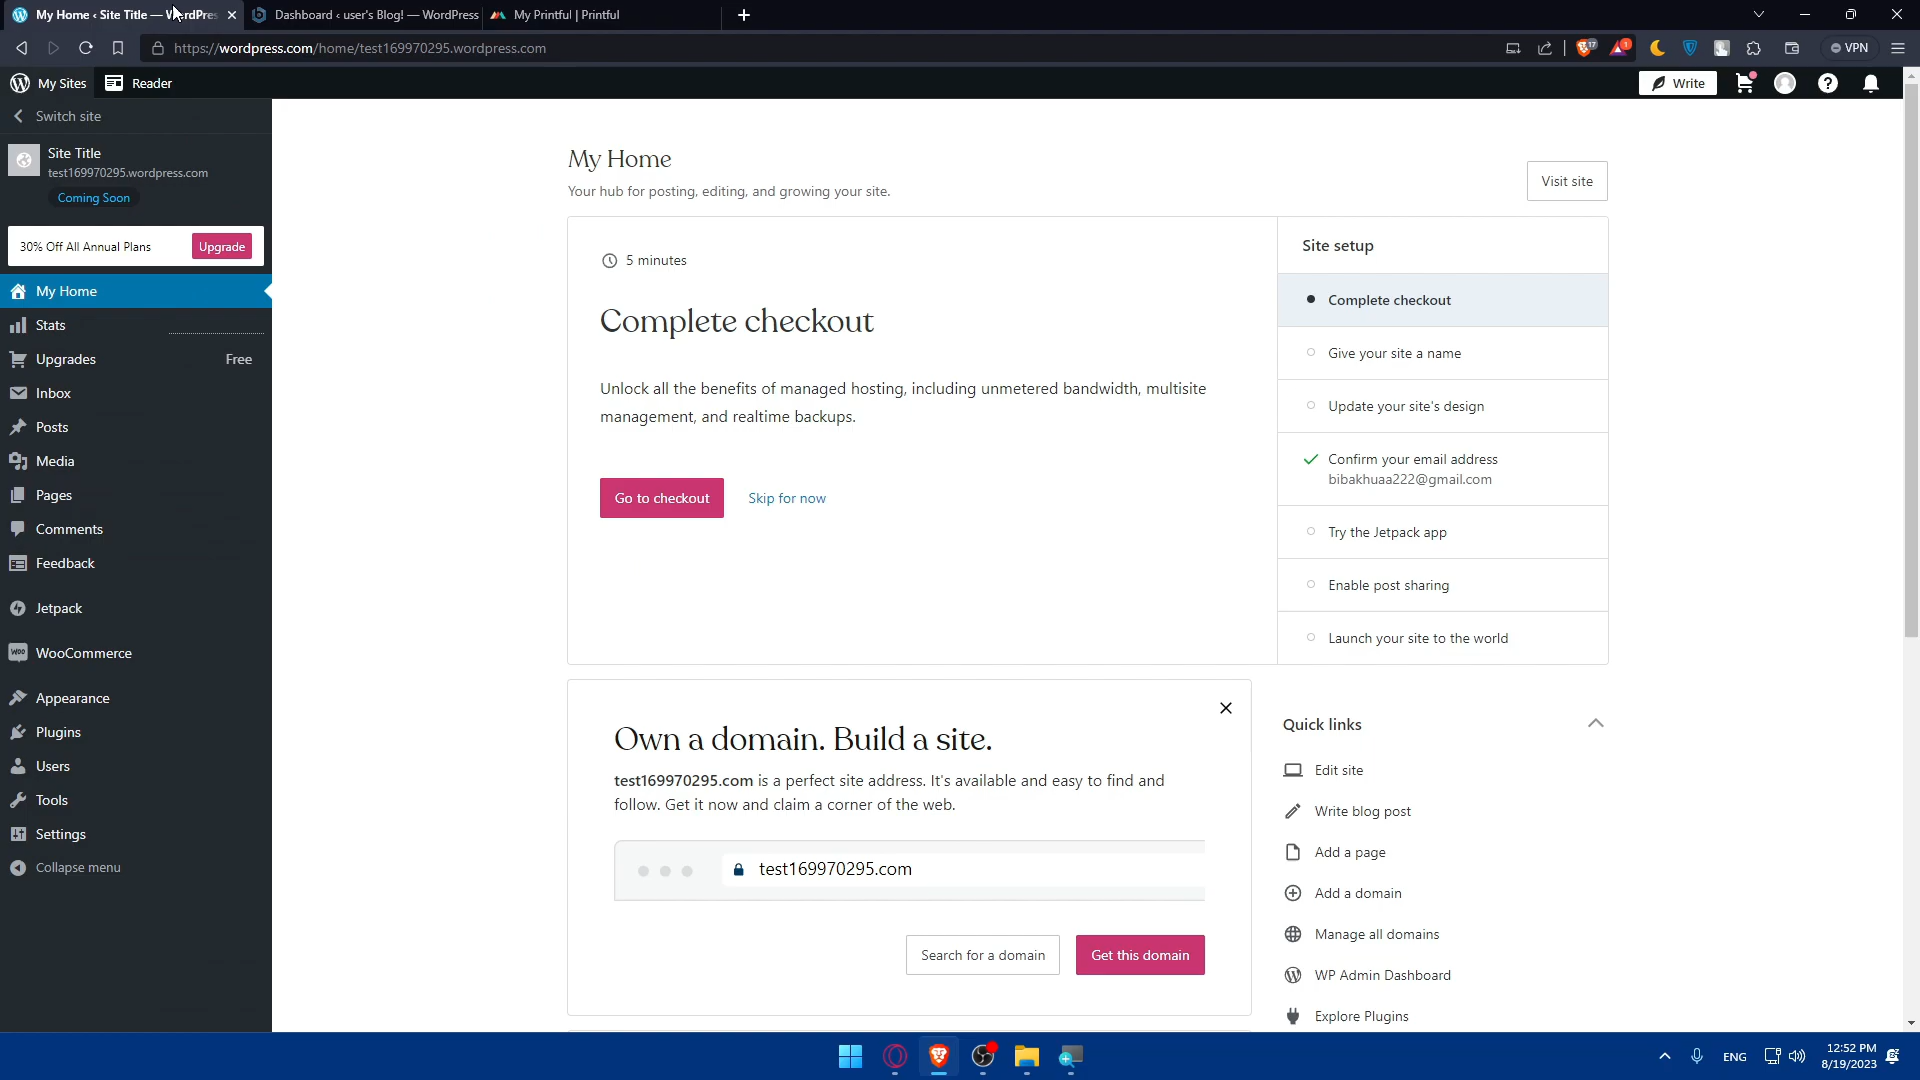 My Home ‹ Site Title — WordPres
Dashboard ‹ user's Blog! — WordPress
My Printful | Printful
https://wordpress.com/home/test169970295.wordpress.com
17
1
VPN
My Sites
Reader
Write
Switch site
Site Title
test169970295.wordpress.com
Coming Soon
30% Off All Annual Plans
Upgrade
My Home
Stats
Upgrades
Free
Inbox
Posts
Media
Pages
Comments
Feedback
Jetpack
WooCommerce
Appearance
Plugins
Users
Tools
Settings
Collapse menu
My Home
Your hub for posting, editing, and growing your site.
Visit site
5 minutes
Complete checkout
Unlock all the benefits of managed hosting, including unmetered bandwidth, multisite
management, and realtime backups.
Go to checkout
Skip for now
Site setup
Complete checkout
Give your site a name
Update your site's design
Confirm your email address
bibakhuaa222@gmail.com
Try the Jetpack app
Enable post sharing
Launch your site to the world
Own a domain. Build a site.
test169970295.com is a perfect site address. It's available and easy to find and
follow. Get it now and claim a corner of the web.
test169970295.com
Search for a domain
Get this domain
Quick links
Edit site
Write blog post
Add a page
Add a domain
Manage all domains
WP Admin Dashboard
Explore Plugins
ENG
12:52 PM
8/19/2023